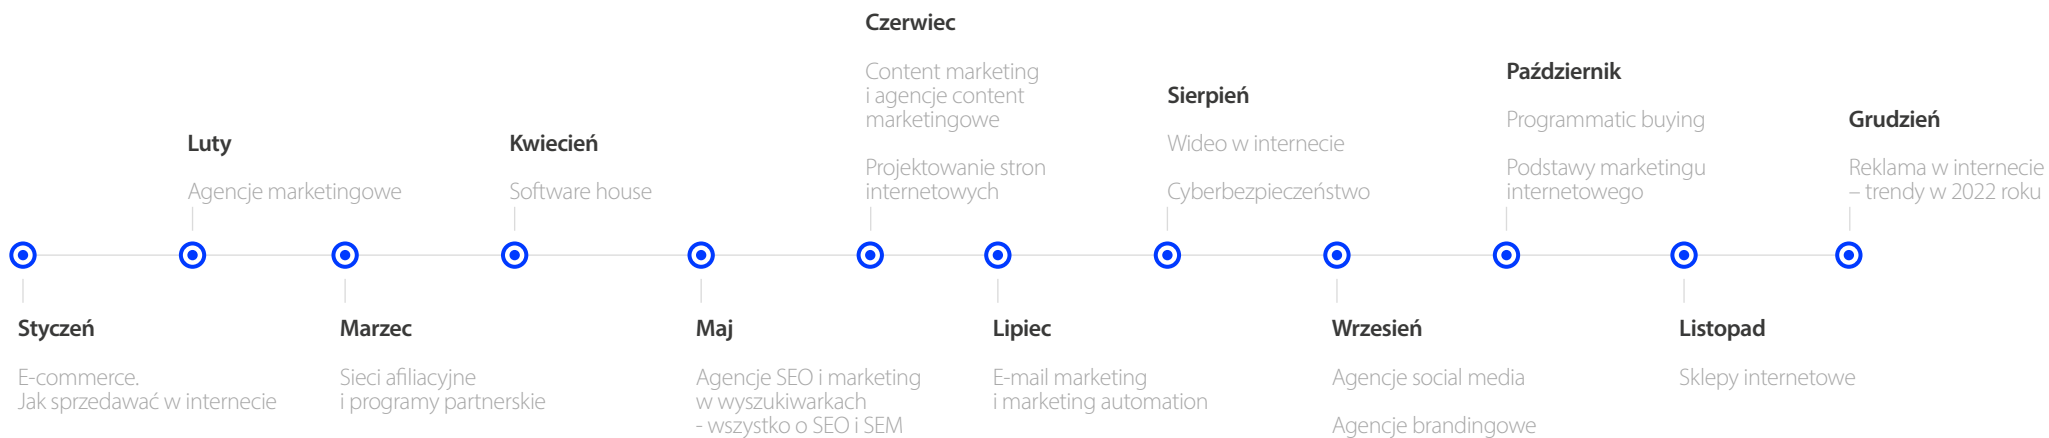 Styczeń
E-commerce.
Jak sprzedawać w internecie
Luty
Agencje marketingowe
Marzec
Sieci afiliacyjne
i programy partnerskie
Kwiecień
Software house
Maj
Agencje SEO i marketing
w wyszukiwarkach
- wszystko o SEO i SEM
Czerwiec
Content marketing
i agencje content
marketingowe
Projektowanie stron
internetowych
Lipiec
E-mail marketing
i marketing automation
Sierpień
Wideo w internecie
Cyberbezpieczeństwo
Wrzesień
Agencje social media
Agencje brandingowe
Październik
Programmatic buying
Podstawy marketingu
internetowego
Listopad
Sklepy internetowe
Grudzień
Reklama w internecie
– trendy w 2022 roku